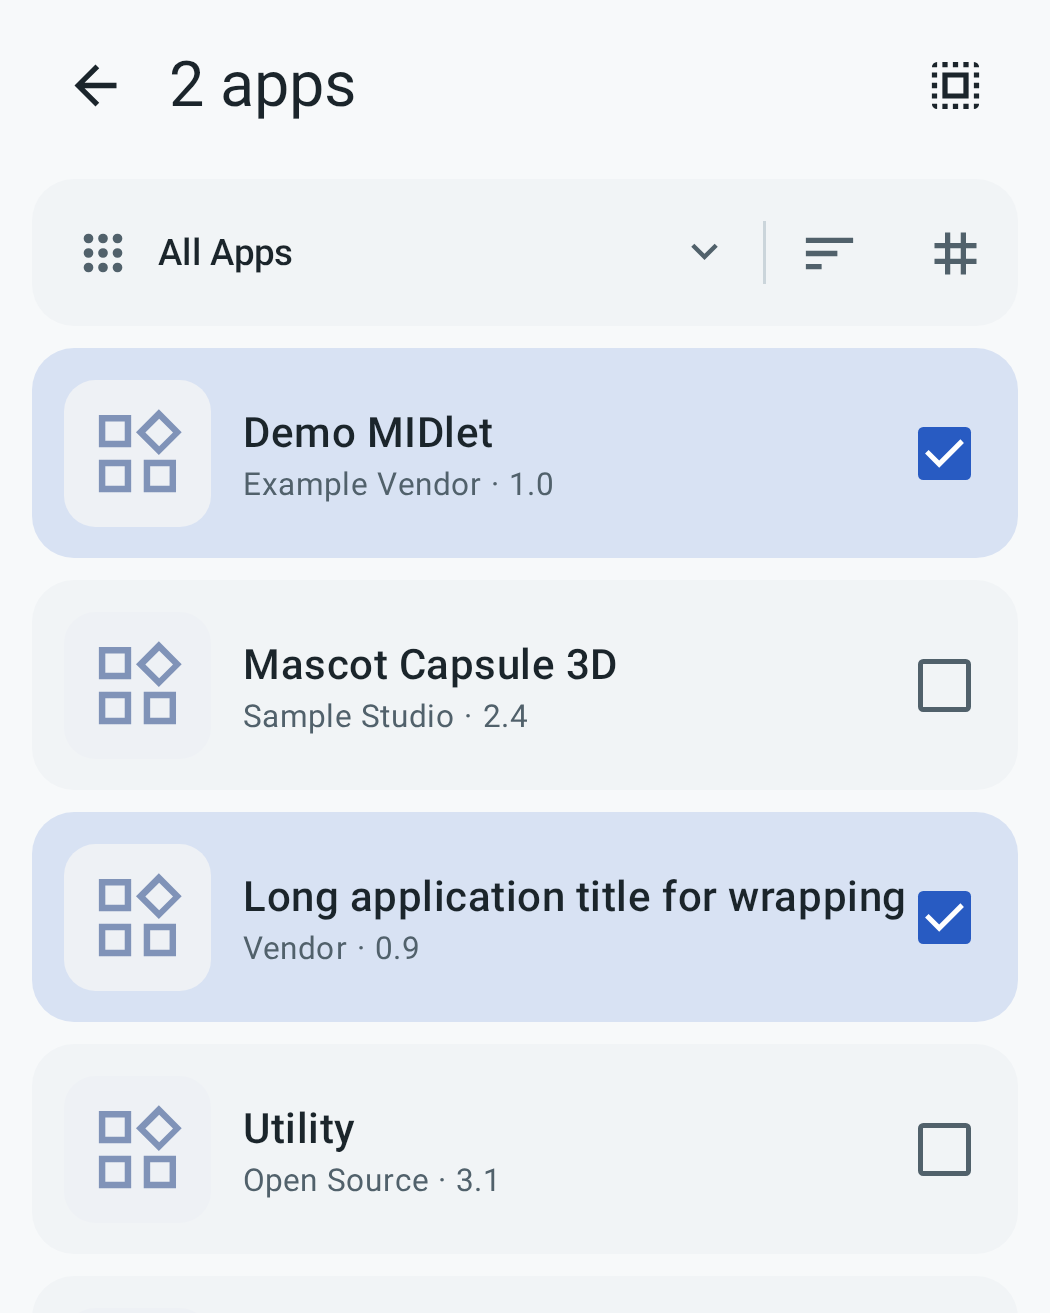 2 apps
All Apps
Demo MIDlet
Example Vendor · 1.0
Mascot Capsule 3D
Sample Studio · 2.4
Long application title for wrapping
Vendor · 0.9
Utility
Open Source · 3.1